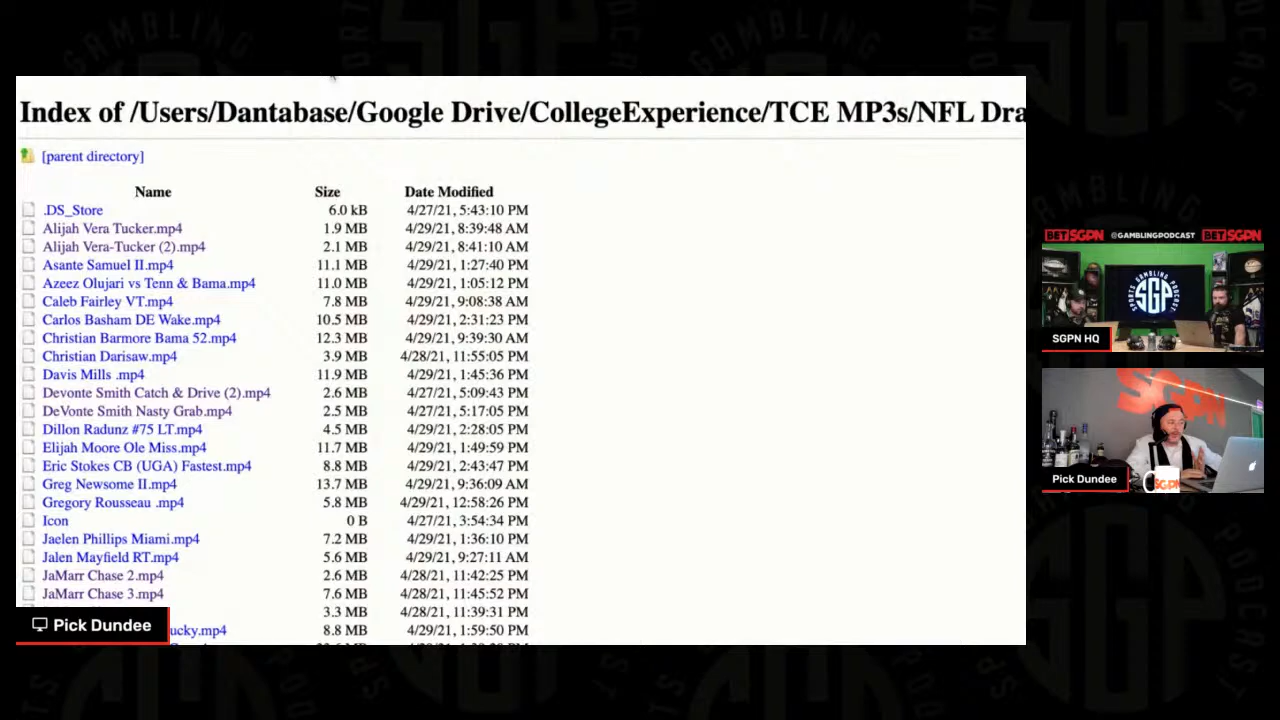 Index of /Users/Dantabase/Google Drive/CollegeExperience/TCE MP3s/NFL Dra
[parent directory]
Name Size Date Modified
.DS_Store 6.0 kB 4/27/21, 5:43:10 PM
Alijah Vera Tucker.mp4 1.9 MB 4/29/21, 8:39:48 AM
Alijah Vera-Tucker (2).mp4 2.1 MB 4/29/21, 8:41:10 AM
Asante Samuel II.mp4 11.1 MB 4/29/21, 1:27:40 PM
Azeez Olujari vs Tenn & Bama.mp4 11.0 MB 4/29/21, 1:05:12 PM
Caleb Fairley VT.mp4 7.8 MB 4/29/21, 9:08:38 AM
Carlos Basham DE Wake.mp4 10.5 MB 4/29/21, 2:31:23 PM
Christian Barmore Bama 52.mp4 12.3 MB 4/29/21, 9:39:30 AM
Christian Darisaw.mp4 3.9 MB 4/28/21, 11:55:05 PM
Davis Mills .mp4 11.9 MB 4/29/21, 1:45:36 PM
Devonte Smith Catch & Drive (2).mp4 2.6 MB 4/27/21, 5:09:43 PM
DeVonte Smith Nasty Grab.mp4 2.5 MB 4/27/21, 5:17:05 PM
Dillon Radunz #75 LT.mp4 4.5 MB 4/29/21, 2:28:05 PM
Elijah Moore Ole Miss.mp4 11.7 MB 4/29/21, 1:49:59 PM
Eric Stokes CB (UGA) Fastest.mp4 8.8 MB 4/29/21, 2:43:47 PM
Greg Newsome II.mp4 13.7 MB 4/29/21, 9:36:09 AM
Gregory Rousseau .mp4 5.8 MB 4/29/21, 12:58:26 PM
Icon 0 B 4/27/21, 3:54:34 PM
Jaelen Phillips Miami.mp4 7.2 MB 4/29/21, 1:36:10 PM
Jalen Mayfield RT.mp4 5.6 MB 4/29/21, 9:27:11 AM
JaMarr Chase 2.mp4 2.6 MB 4/28/21, 11:42:25 PM
JaMarr Chase 3.mp4 7.6 MB 4/28/21, 11:45:52 PM
3.3 MB 4/28/21, 11:39:31 PM
ucky.mp4 8.8 MB 4/29/21, 1:59:50 PM
Pick Dundee
BET SGPN @GAMBLINGPODCAST BET SGPN
SGP
SGPN HQ
SGPN
SGPN
Pick Dundee